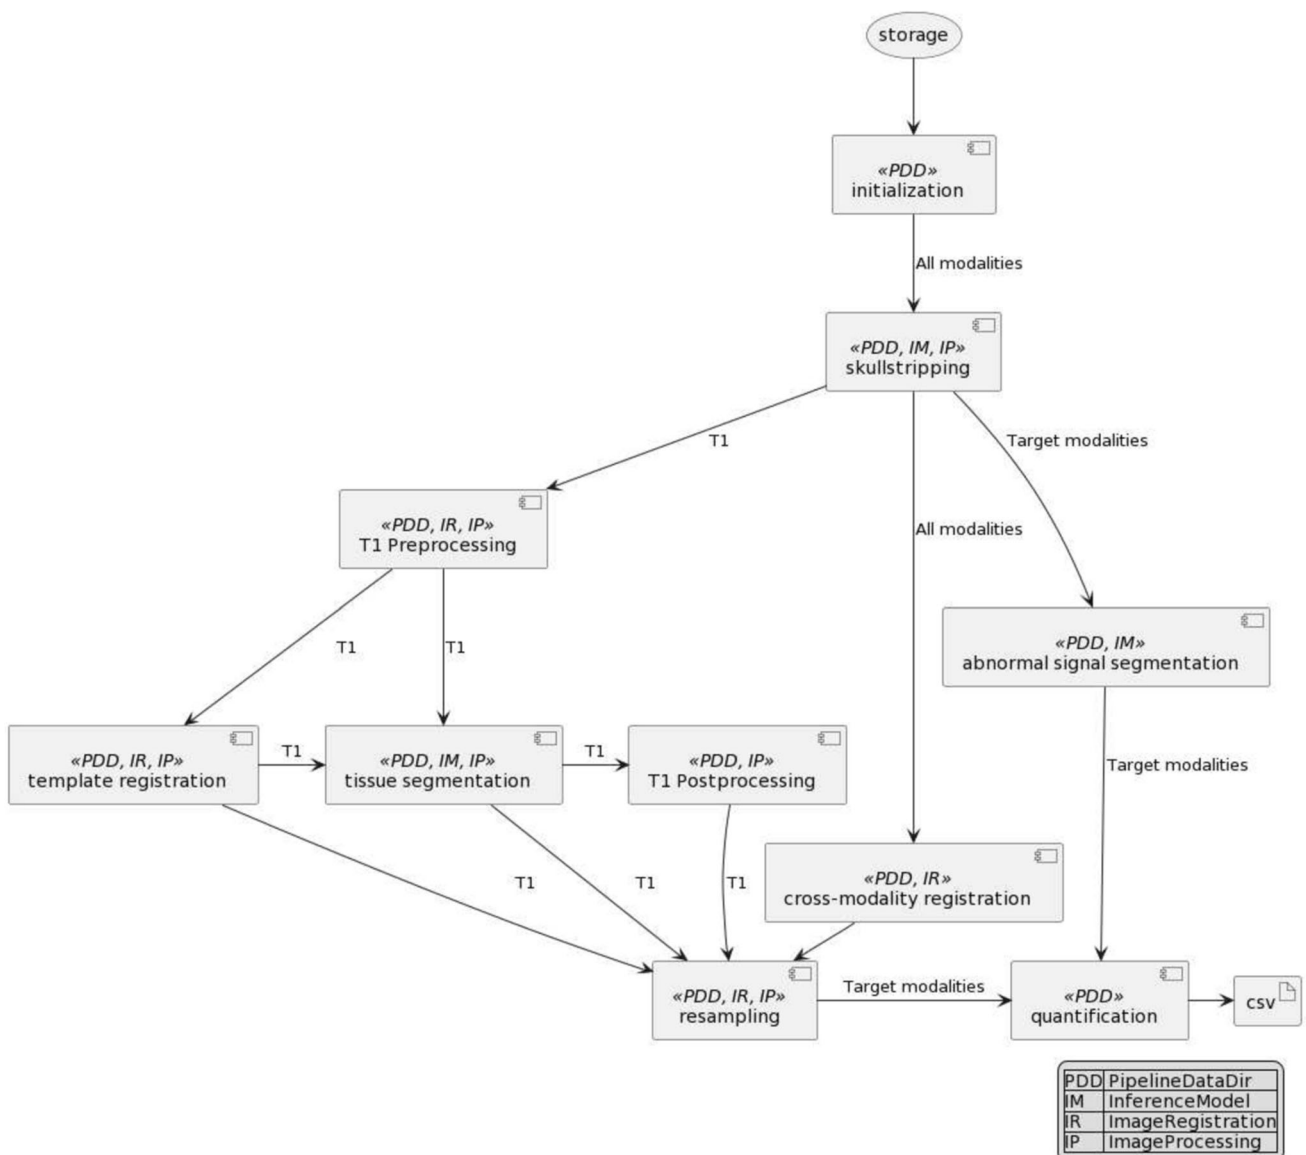 storage
«PDD»
initialization
All modalities
«PDD, IM, IP»
skullstripping
T1
Target modalities
«PDD, IR, IP»
T1 Preprocessing
All modalities
«PDD, IM»
abnormal signal segmentation
T1
T1
«PDD, IR, IP»
template registration
T1
«PDD, IM, IP»
tissue segmentation
T1
«PDD, IP»
T1 Postprocessing
Target modalities
T1
T1
T1
«PDD, IR»
cross-modality registration
«PDD, IR, IP»
resampling
Target modalities
«PDD»
quantification
csv
PDD PipelineDataDir
IM InferenceModel
IR ImageRegistration
IP ImageProcessing